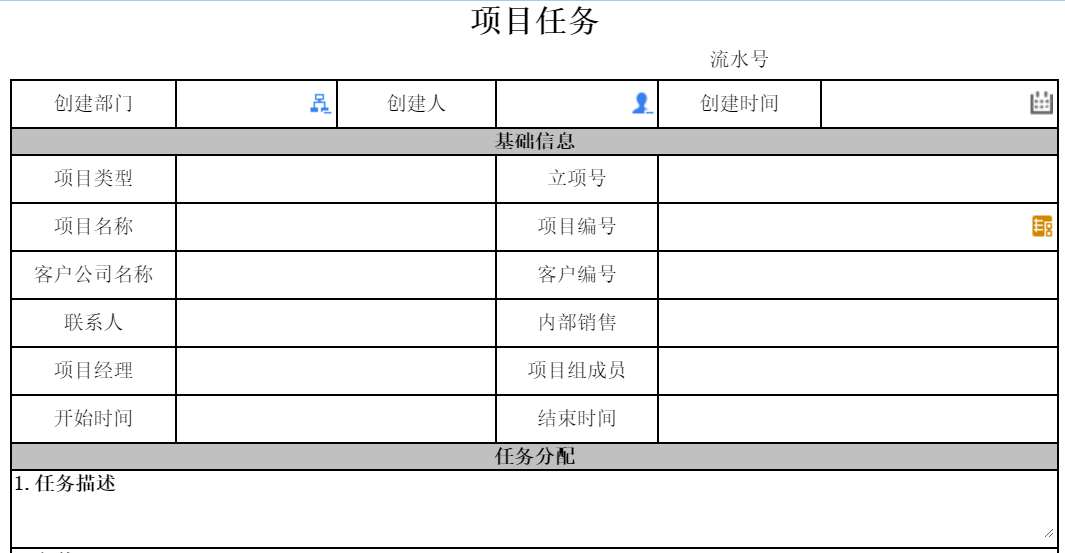 项目任务
流水号
创建部门 创建人 创建时间
基础信息
项目类型 立项号
项目名称 项目编号
客户公司名称 客户编号
联系人 内部销售
项目经理 项目组成员
开始时间 结束时间
任务分配
1.任务描述